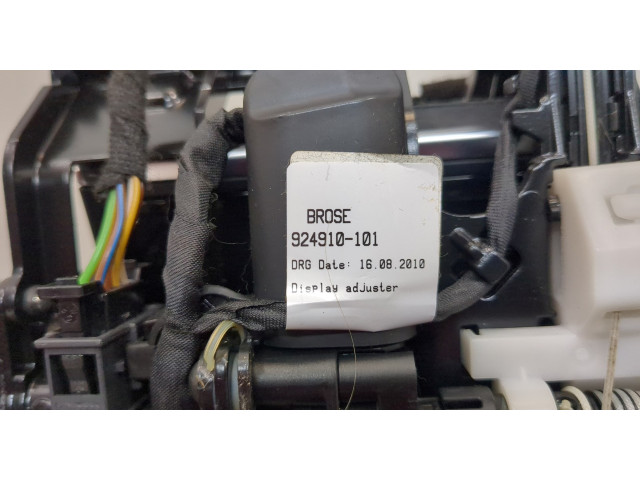 BROSE
924910-101
DRG Date: 16.08.2010
Display adjuster